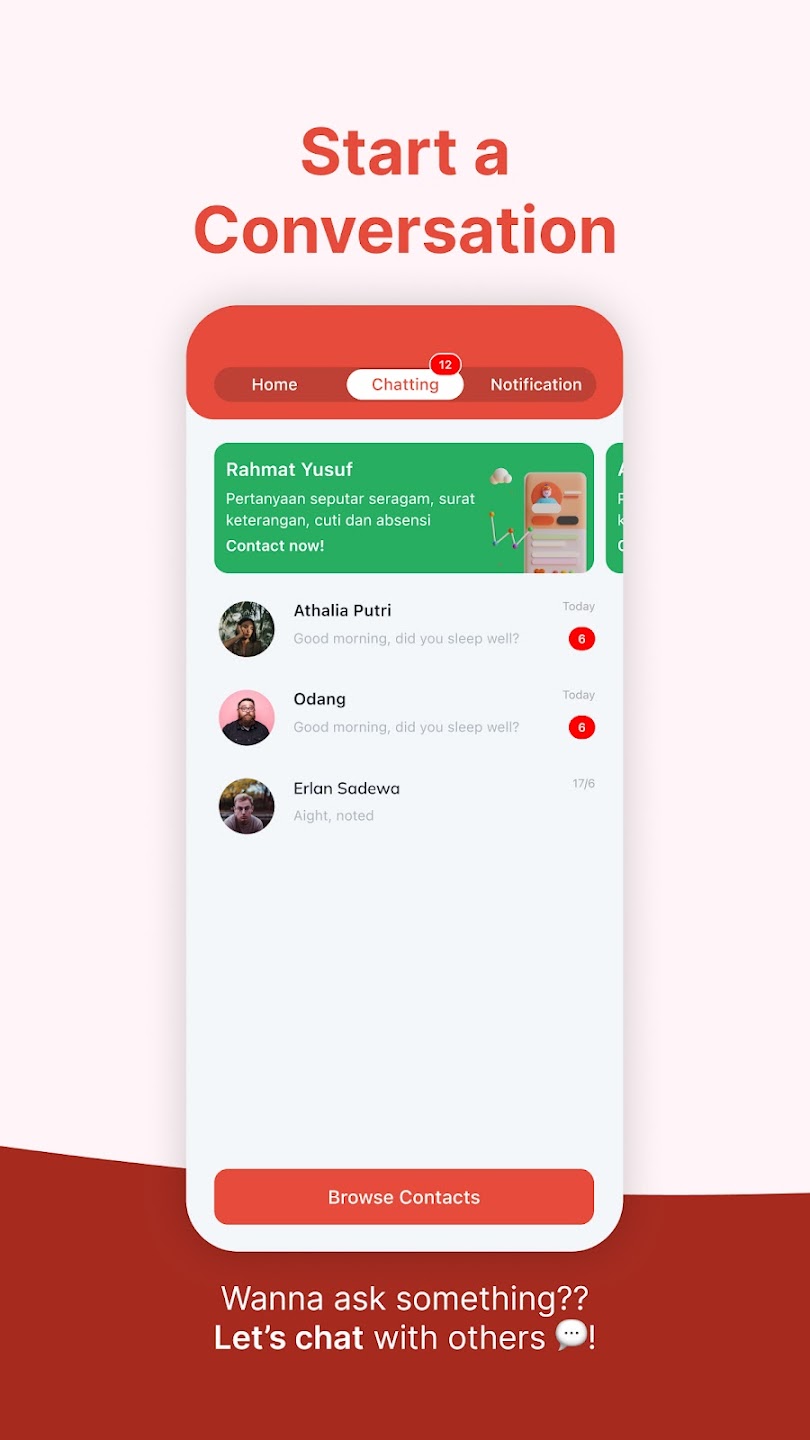 Start a
Conversation
Home
Chatting
12
Notification
Rahmat Yusuf
Pertanyaan seputar seragam, surat
keterangan, cuti dan absensi
Contact now!
Athalia Putri
Today
Good morning, did you sleep well?
6
Odang
Today
Good morning, did you sleep well?
6
Erlan Sadewa
17/6
Aight, noted
Browse Contacts
Wanna ask something??
Let's chat with others 💬!